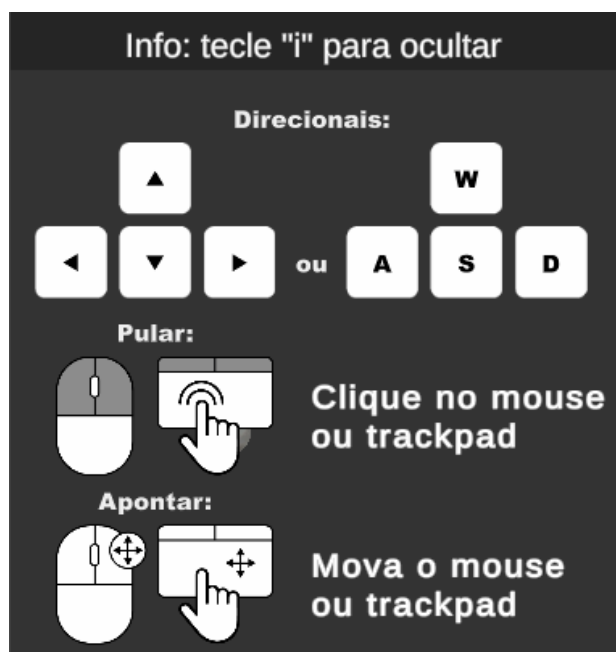 Info: tecle "i" para ocultar
Direcionais:
W
ou A S D
Pular:
Clique no mouse
ou trackpad
Apontar:
Mova o mouse
ou trackpad